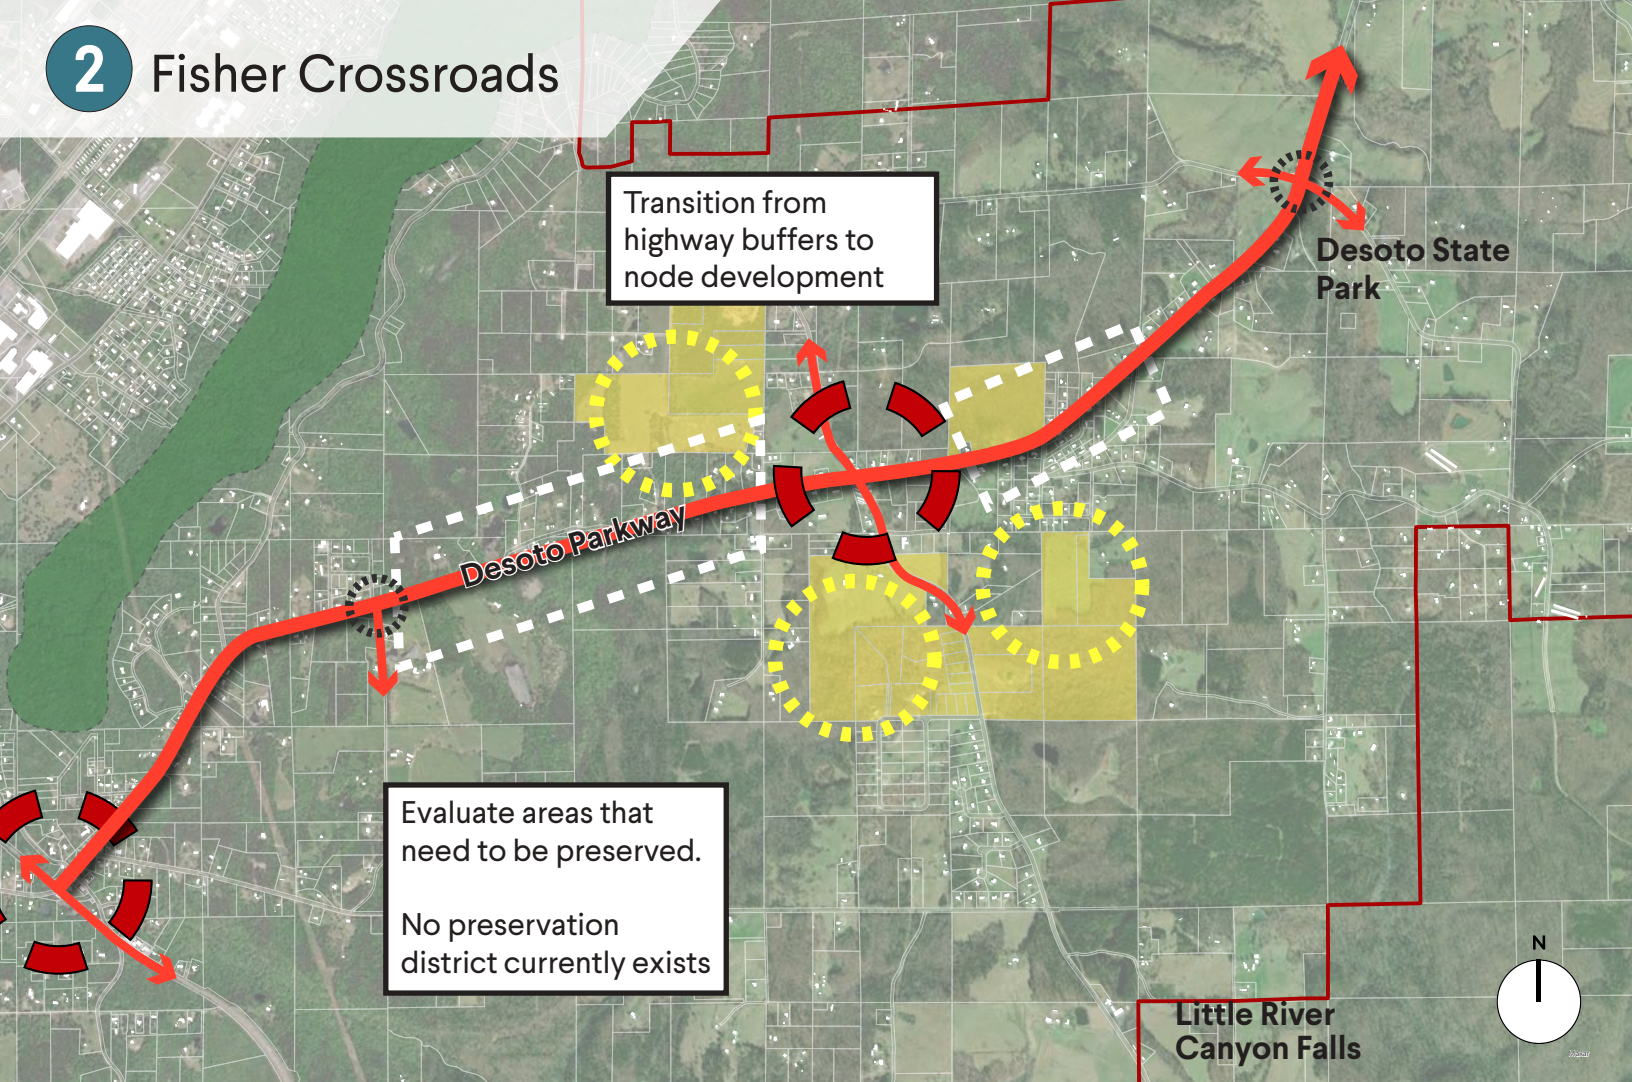 2 Fisher Crossroads
Transition from
highway buffers to
node development
Desoto State
Park
Desoto Parkway
Evaluate areas that
need to be preserved.
No preservation
district currently exists
N
Little River
Canyon Falls
Maxar